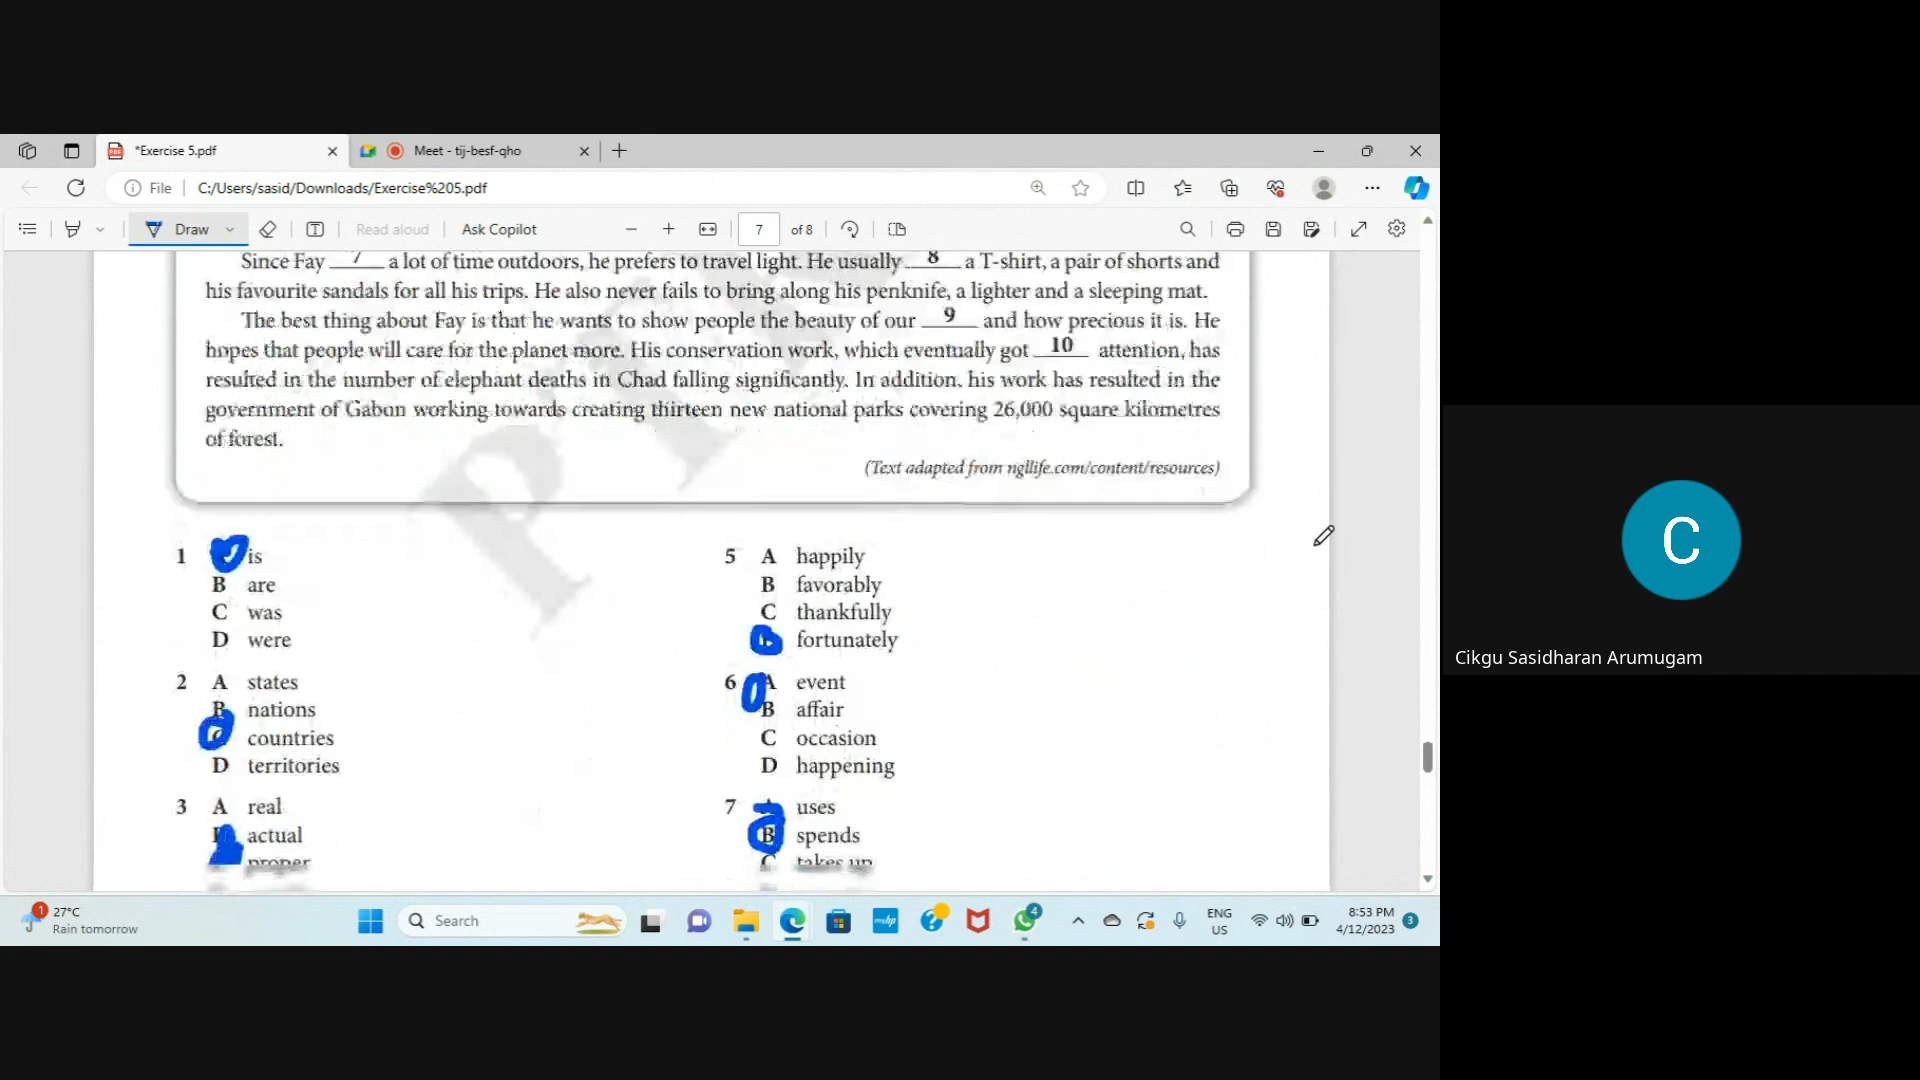 *Exercise 5.pdf
Meet - tij-besf-qho
File
C:/Users/sasid/Downloads/Exercise%205.pdf
Draw
Read aloud
Ask Copilot
7
of 8
Since Fay 7 a lot of time outdoors, he prefers to travel light. He usually 8 a T-shirt, a pair of shorts and
his favourite sandals for all his trips. He also never fails to bring along his penknife, a lighter and a sleeping mat.
The best thing about Fay is that he wants to show people the beauty of our 9 and how precious it is. He
hopes that people will care for the planet more. His conservation work, which eventually got 10 attention, has
resulted in the number of elephant deaths in Chad falling significantly. In addition, his work has resulted in the
government of Gabon working towards creating thirteen new national parks covering 26,000 square kilometres
of forest.
(Text adapted from ngllife.com/content/resources)
1 is
B are
C was
D were
2 A states
B nations
countries
D territories
3 A real
actual
proper
5 A happily
B favorably
C thankfully
fortunately
6 A event
B affair
C occasion
D happening
7 uses
B spends
C takes up
C
Cikgu Sasidharan Arumugam
1
27°C
Rain tomorrow
Search
myhp
4
ENG
US
8:53 PM
4/12/2023
3